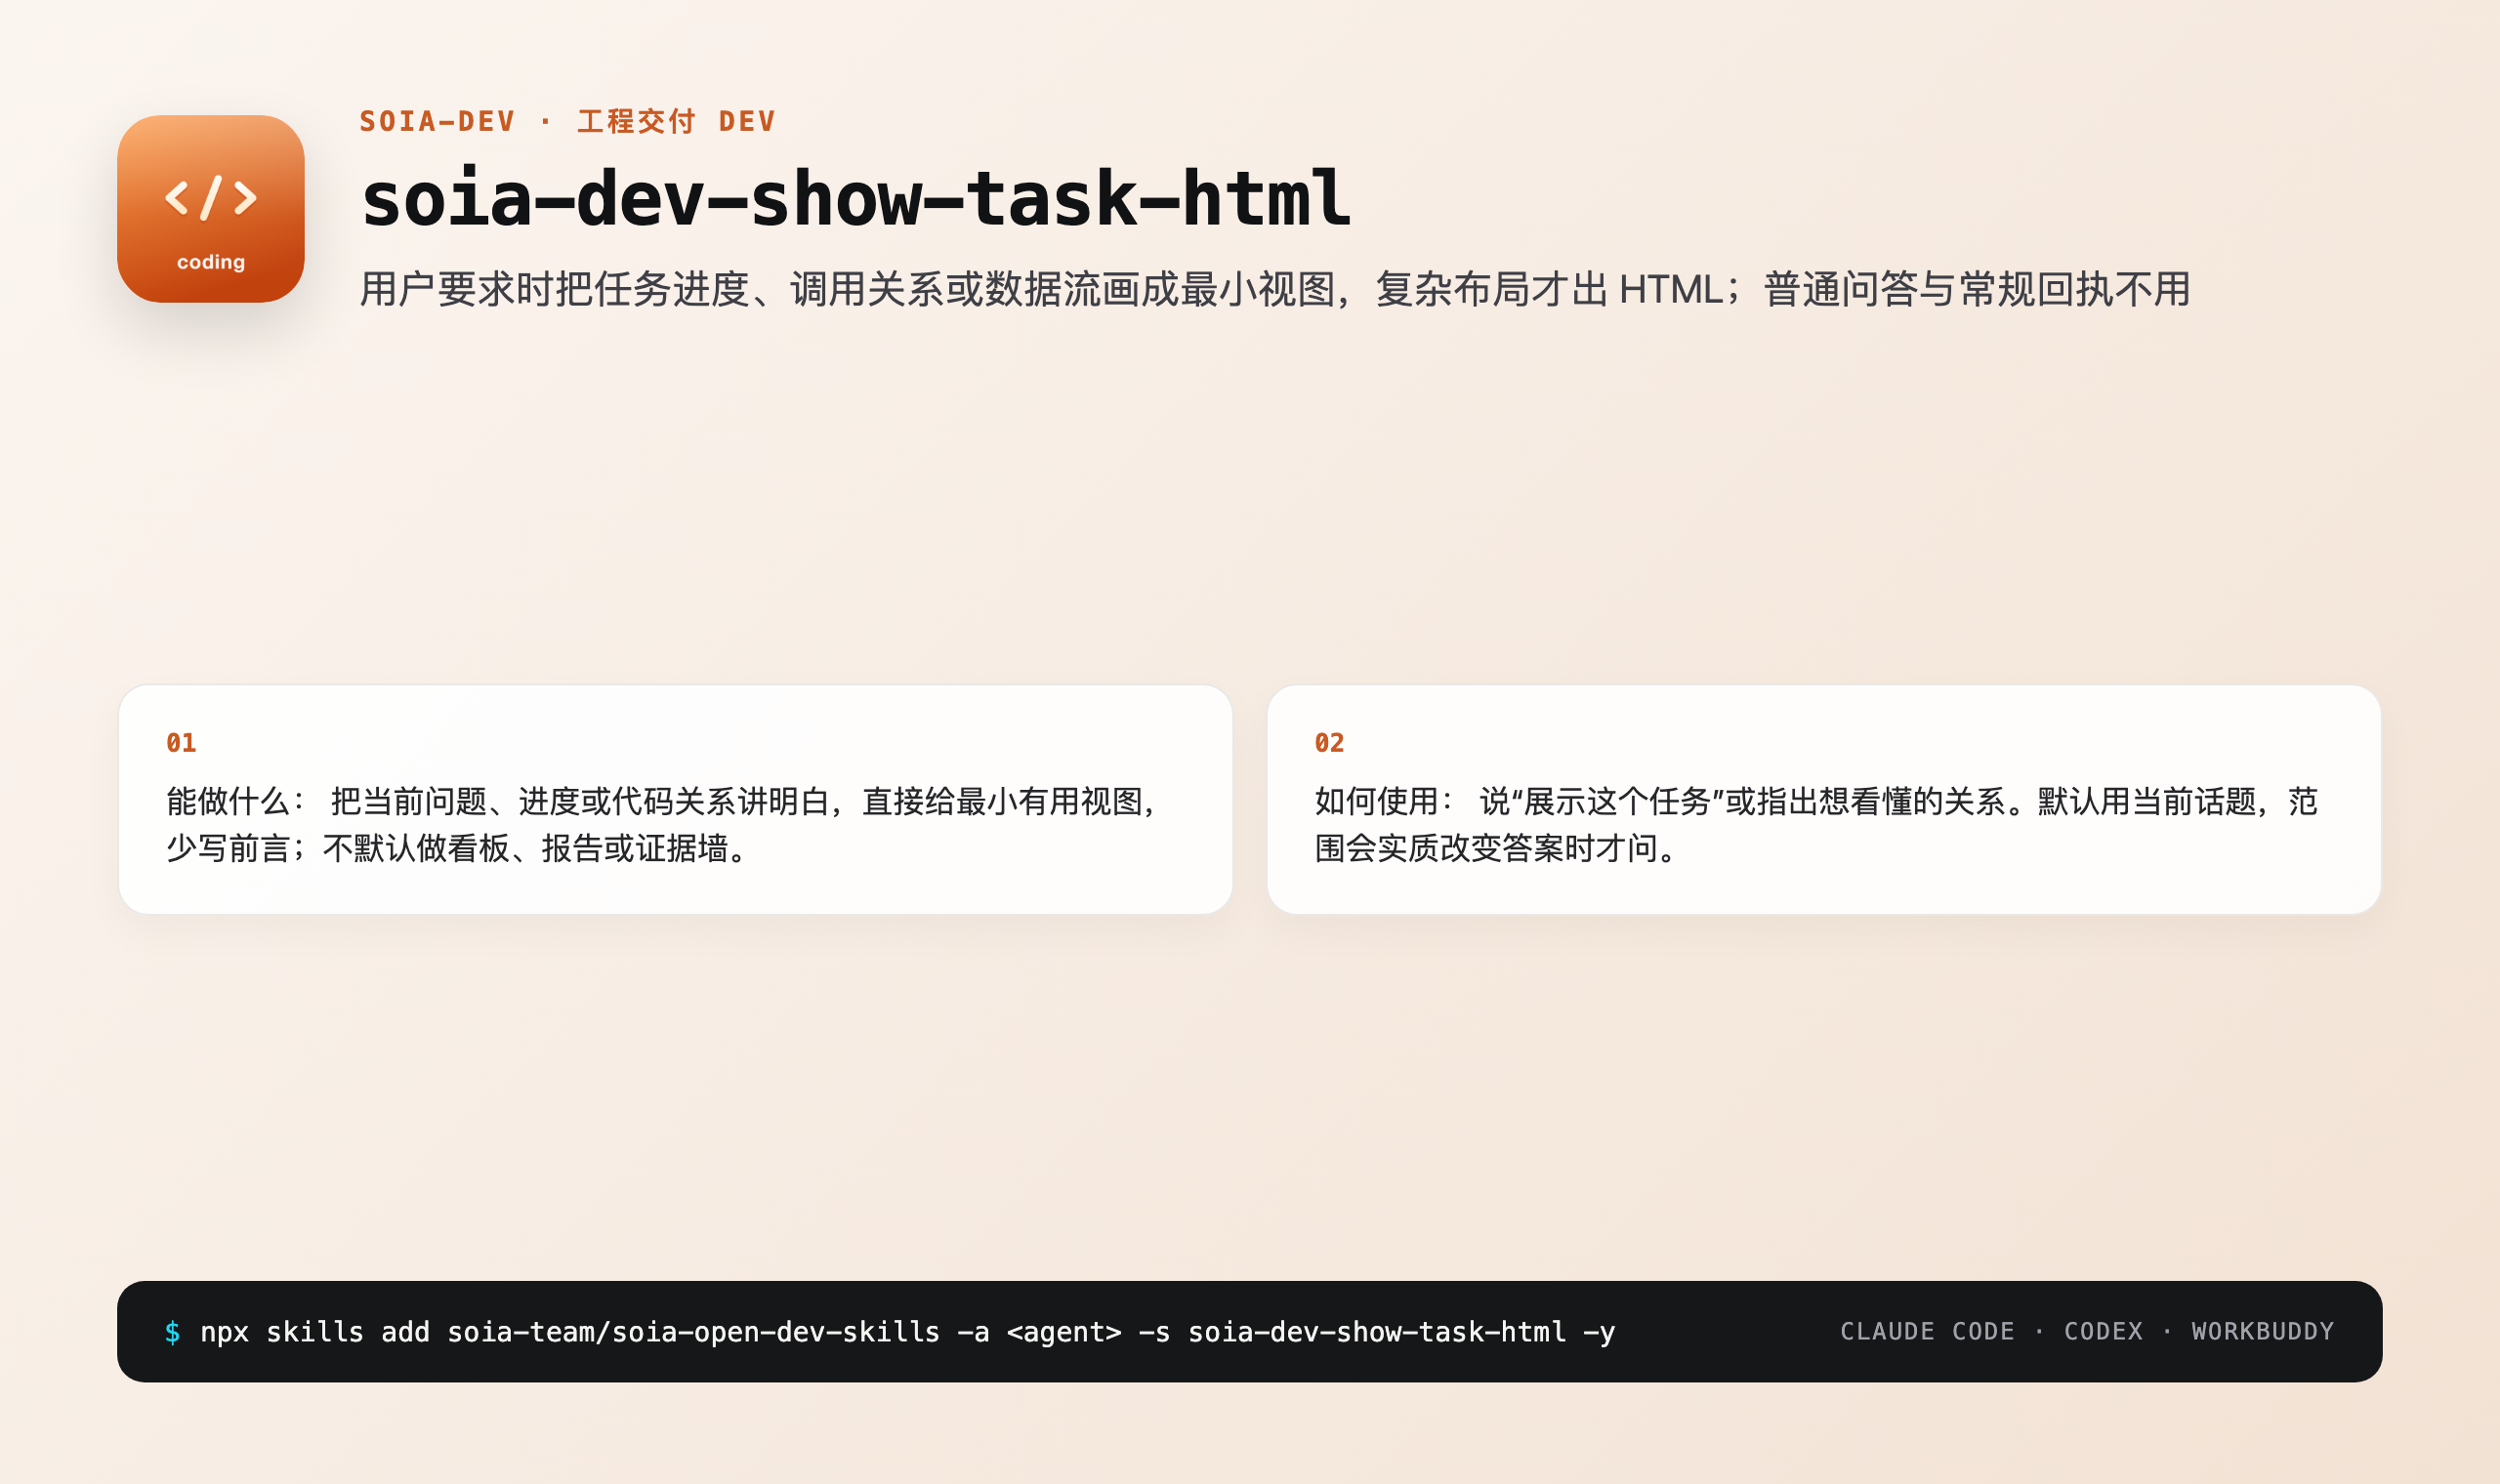 SOIA-DEV · 工程交付 DEV
soia-dev-show-task-html
用户要求时把任务进度、调用关系或数据流画成最小视图，复杂布局才出 HTML；普通问答与常规回执不用
</>
coding
01
能做什么： 把当前问题、进度或代码关系讲明白，直接给最小有用视图，
少写前言；不默认做看板、报告或证据墙。
02
如何使用： 说“展示这个任务”或指出想看懂的关系。默认用当前话题，范
围会实质改变答案时才问。
$ npx skills add soia-team/soia-open-dev-skills -a <agent> -s soia-dev-show-task-html -y
CLAUDE CODE · CODEX · WORKBUDDY